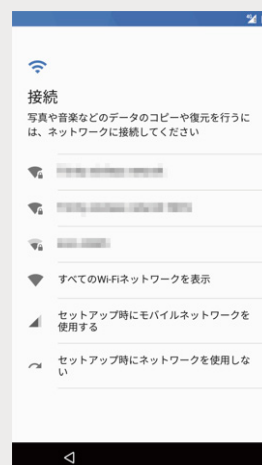 接続
写真や音楽などのデータのコピーや復元を行うに
は、ネットワークに接続してください
すべてのWi-Fiネットワークを表示
セットアップ時にモバイルネットワークを
使用する
セットアップ時にネットワークを使用しな
い